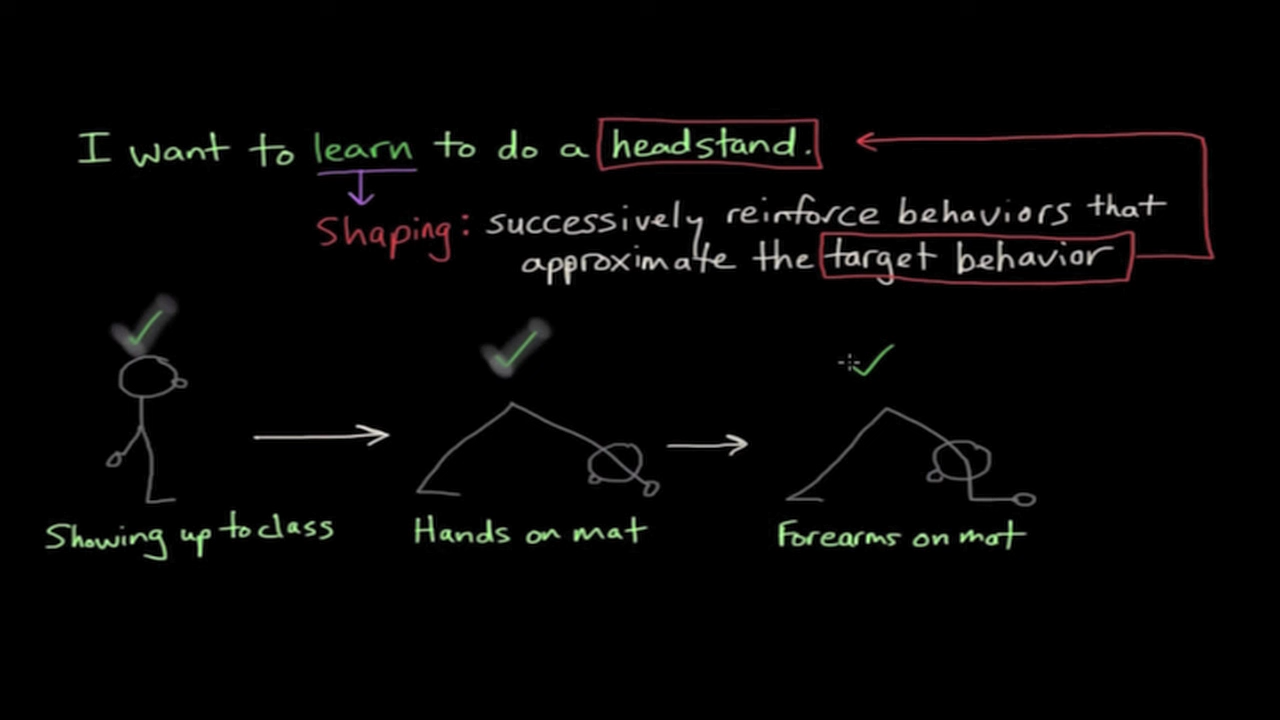 I want to learn to do a headstand.
Shaping: successively reinforce behaviors that
approximate the target behavior
Showing up to class
Hands on mat
Forearms on mat